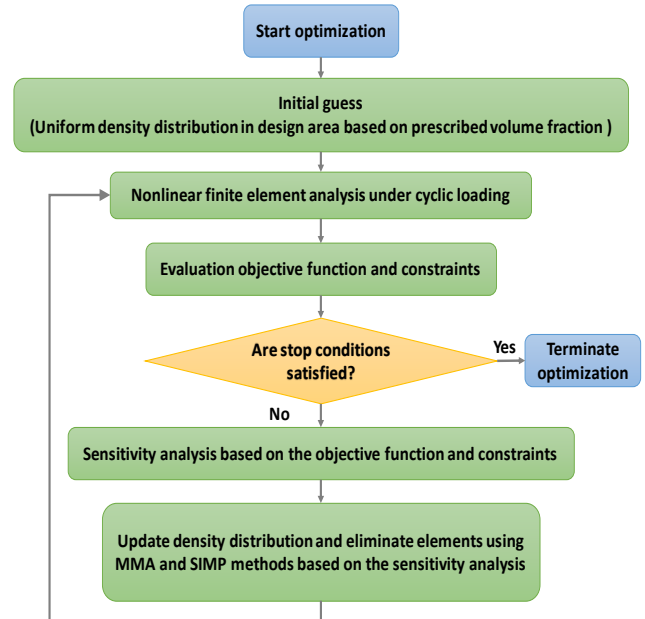 Start optimization
Initial guess
(Uniform density distribution in design area based on prescribed volume fraction )
Nonlinear finite element analysis under cyclic loading
Evaluation objective function and constraints
Are stop conditions
satisfied?
Yes
Terminate
optimization
No
Sensitivity analysis based on the objective function and constraints
Update density distribution and eliminate elements using
MMA and SIMP methods based on the sensitivity analysis